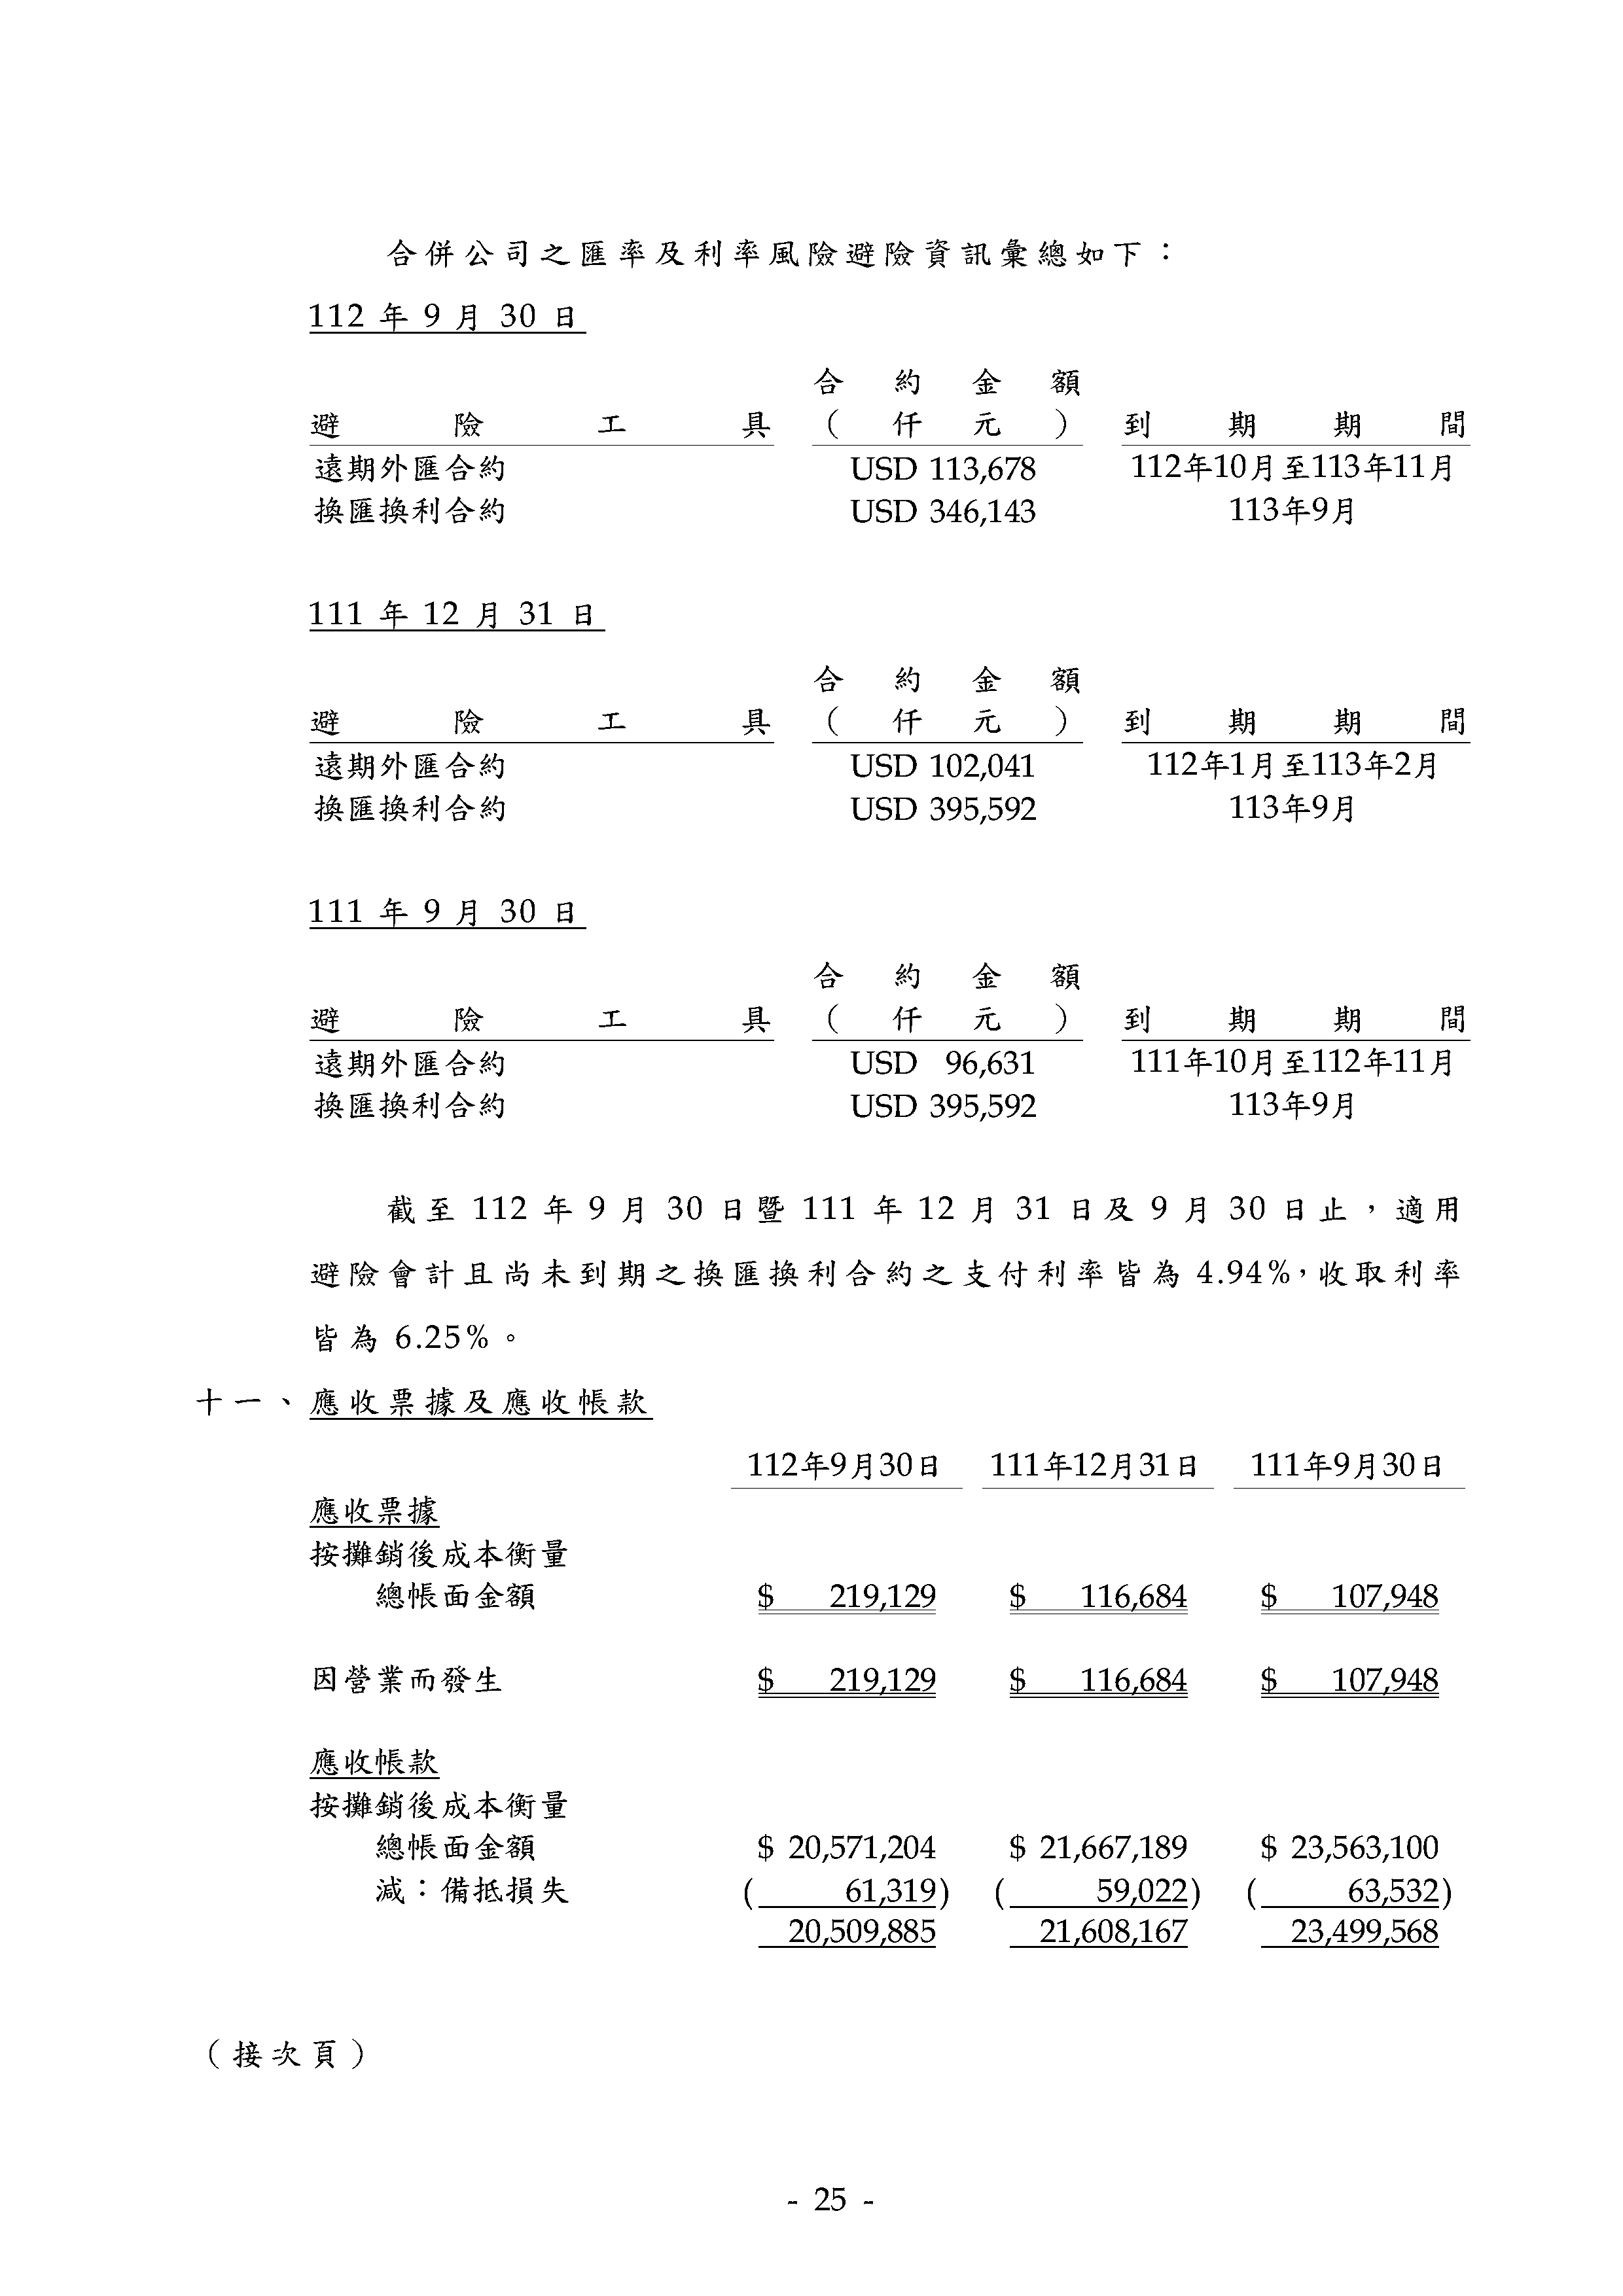 合併公司之匯率及利率風險避險資訊彙總如下：
112 年 9 月 30 日
合約金額
避險工具 （仟元） 到期期間
遠期外匯合約 USD 113,678 112年10月至113年11月
換匯換利合約 USD 346,143 113年9月
111 年 12 月 31 日
合約金額
避險工具 （仟元） 到期期間
遠期外匯合約 USD 102,041 112年1月至113年2月
換匯換利合約 USD 395,592 113年9月
111 年 9 月 30 日
合約金額
避險工具 （仟元） 到期期間
遠期外匯合約 USD 96,631 111年10月至112年11月
換匯換利合約 USD 395,592 113年9月
截至 112 年 9 月 30 日暨 111 年 12 月 31 日及 9 月 30 日止，適用
避險會計且尚未到期之換匯換利合約之支付利率皆為 4.94%，收取利率
皆為 6.25%。
十一、應收票據及應收帳款
112年9月30日 111年12月31日 111年9月30日
應收票據
按攤銷後成本衡量
總帳面金額 $ 219,129 $ 116,684 $ 107,948
因營業而發生 $ 219,129 $ 116,684 $ 107,948
應收帳款
按攤銷後成本衡量
總帳面金額 $ 20,571,204 $ 21,667,189 $ 23,563,100
減：備抵損失 ( 61,319) ( 59,022) ( 63,532)
20,509,885 21,608,167 23,499,568
（接次頁）
- 25 -